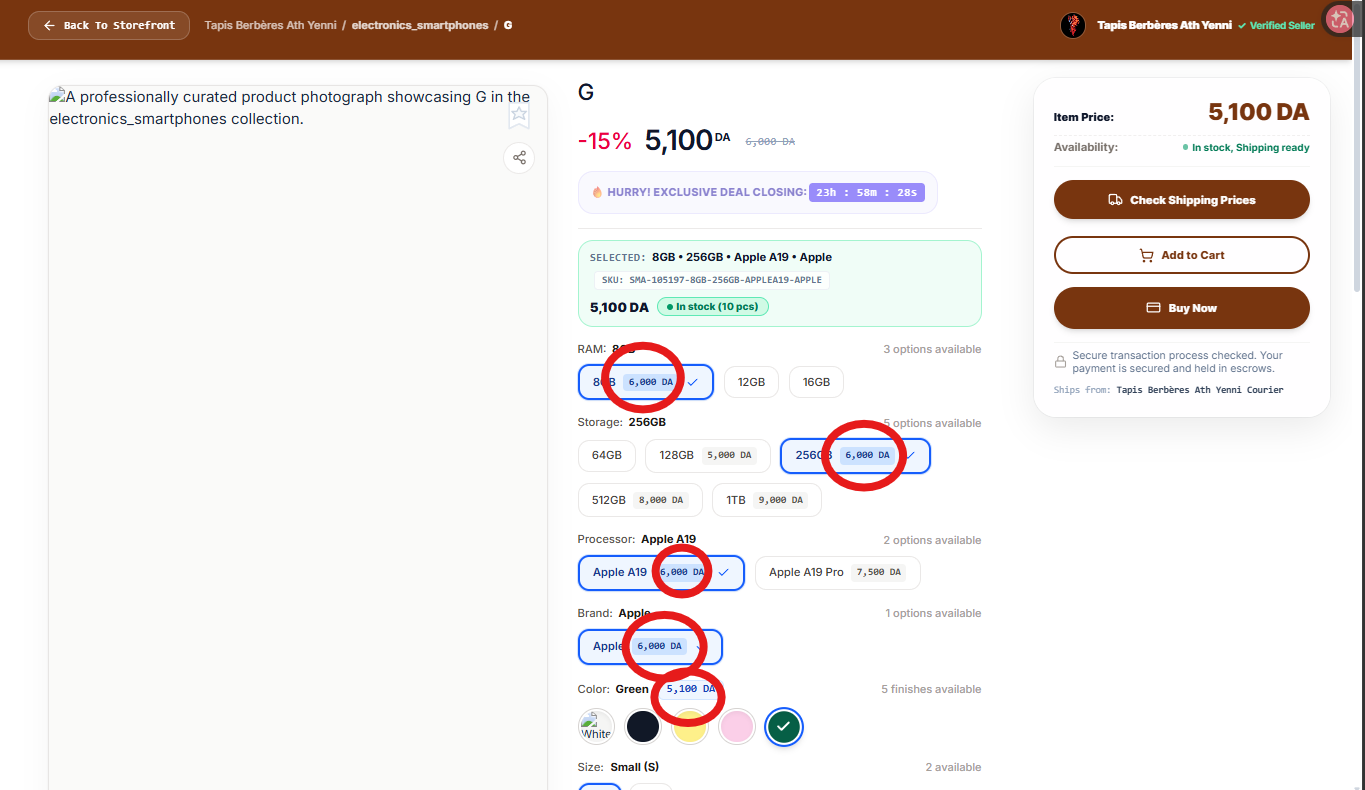 Back To Storefront
Tapis Berbères Ath Yenni / electronics_smartphones / G
Tapis Berbères Ath Yenni ✓ Verified Seller
A professionally curated product photograph showcasing G in the
electronics_smartphones collection.
G
-15% 5,100 DA 6,000 DA
🔥 HURRY! EXCLUSIVE DEAL CLOSING: 23h : 58m : 28s
SELECTED: 8GB • 256GB • Apple A19 • Apple
SKU: SMA-105197-8GB-256GB-APPLEA19-APPLE
5,100 DA In stock (10 pcs)
RAM: 8GB 3 options available
8GB 6,000 DA ✓ 12GB 16GB
Storage: 256GB 5 options available
64GB 128GB 5,000 DA 256GB 6,000 DA ✓
512GB 8,000 DA 1TB 9,000 DA
Processor: Apple A19 2 options available
Apple A19 6,000 DA ✓ Apple A19 Pro 7,500 DA
Brand: Apple 1 options available
Apple 6,000 DA ✓
Color: Green 5,100 DA 5 finishes available
White
Size: Small (S) 2 available
Item Price: 5,100 DA
Availability: In stock, Shipping ready
Check Shipping Prices
Add to Cart
Buy Now
Secure transaction process checked. Your
payment is secured and held in escrows.
Ships from: Tapis Berbères Ath Yenni Courier